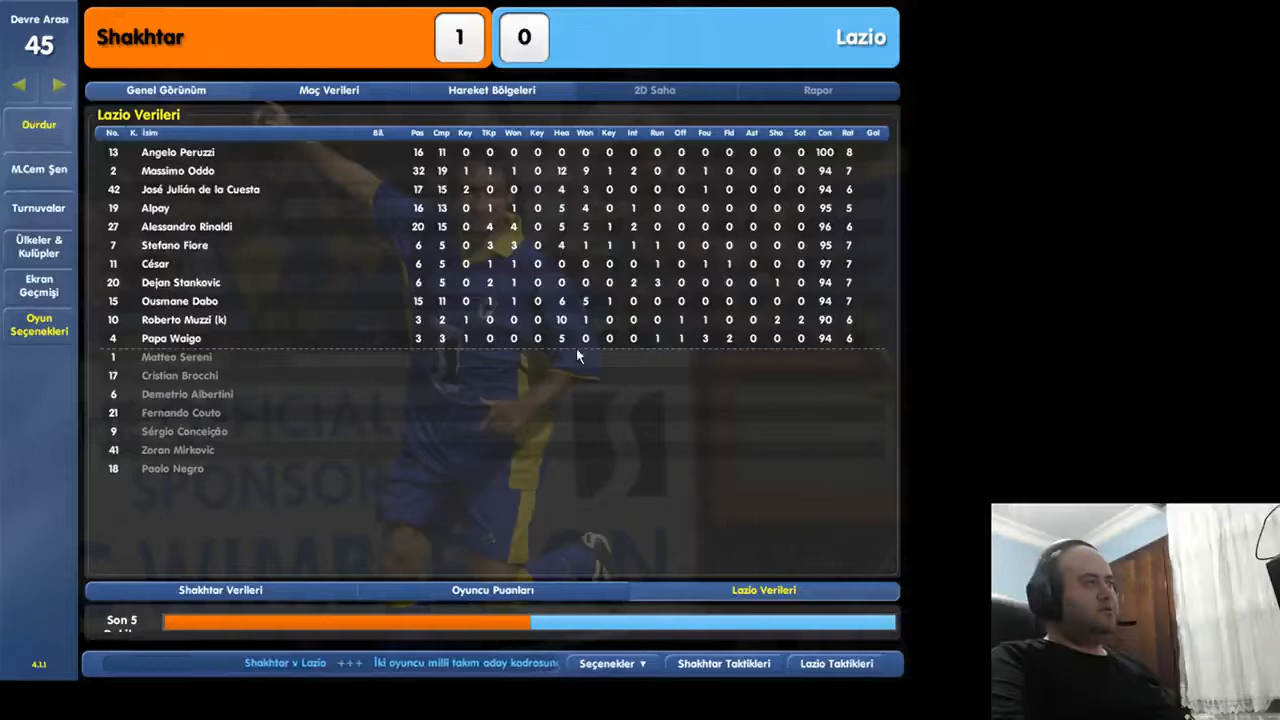 Devre Arası
45
Durdur
M.Cem Şen
Turnuvalar
Ülkeler &
Kulüpler
Ekran
Geçmişi
Oyun
Seçenekleri
4.1.1
Shakhtar 1 0 Lazio
Genel Görünüm Maç Verileri Hareket Bölgeleri 2D Saha Rapor
Lazio Verileri
No. K. İsim Bil. Pas Cmp Key TKp Won Key Hea Won Key Int Run Off Fou Fld Ast Sho Sot Con Rat Gol
13 Angelo Peruzzi 16 11 0 0 0 0 0 0 0 0 0 0 0 0 0 0 0 100 8
2 Massimo Oddo 32 19 1 1 1 0 12 9 1 2 0 0 0 0 0 0 0 94 7
42 José Julián de la Cuesta 17 15 2 0 0 0 4 3 0 0 0 0 1 0 0 0 0 94 6
19 Alpay 16 13 0 1 1 0 5 4 0 1 0 0 0 0 0 0 0 95 5
27 Alessandro Rinaldi 20 15 0 4 4 0 5 5 1 2 0 0 0 0 0 0 0 96 6
7 Stefano Fiore 6 5 0 3 3 0 4 1 1 1 1 0 0 0 0 0 0 95 7
11 César 6 5 0 1 1 0 0 0 0 0 1 0 1 1 0 0 0 97 7
20 Dejan Stankovic 6 5 0 2 1 0 0 0 0 2 3 0 0 0 0 1 0 94 7
15 Ousmane Dabo 15 11 0 1 1 0 6 5 1 0 0 0 0 0 0 0 0 94 7
10 Roberto Muzzi (k) 3 2 1 0 0 0 10 1 0 0 0 1 1 0 0 2 2 90 6
4 Papa Waigo 3 3 1 0 0 0 5 0 0 0 1 1 3 2 0 0 0 94 6
1 Matteo Sereni
17 Cristian Brocchi
6 Demetrio Albertini
21 Fernando Couto
9 Sérgio Conceição
41 Zoran Mirkovic
18 Paolo Negro
Shakhtar Verileri Oyuncu Puanları Lazio Verileri
Son 5
Shakhtar v Lazio +++ İki oyuncu milli takım aday kadrosun Seçenekler ▼ Shakhtar Taktikleri Lazio Taktikleri